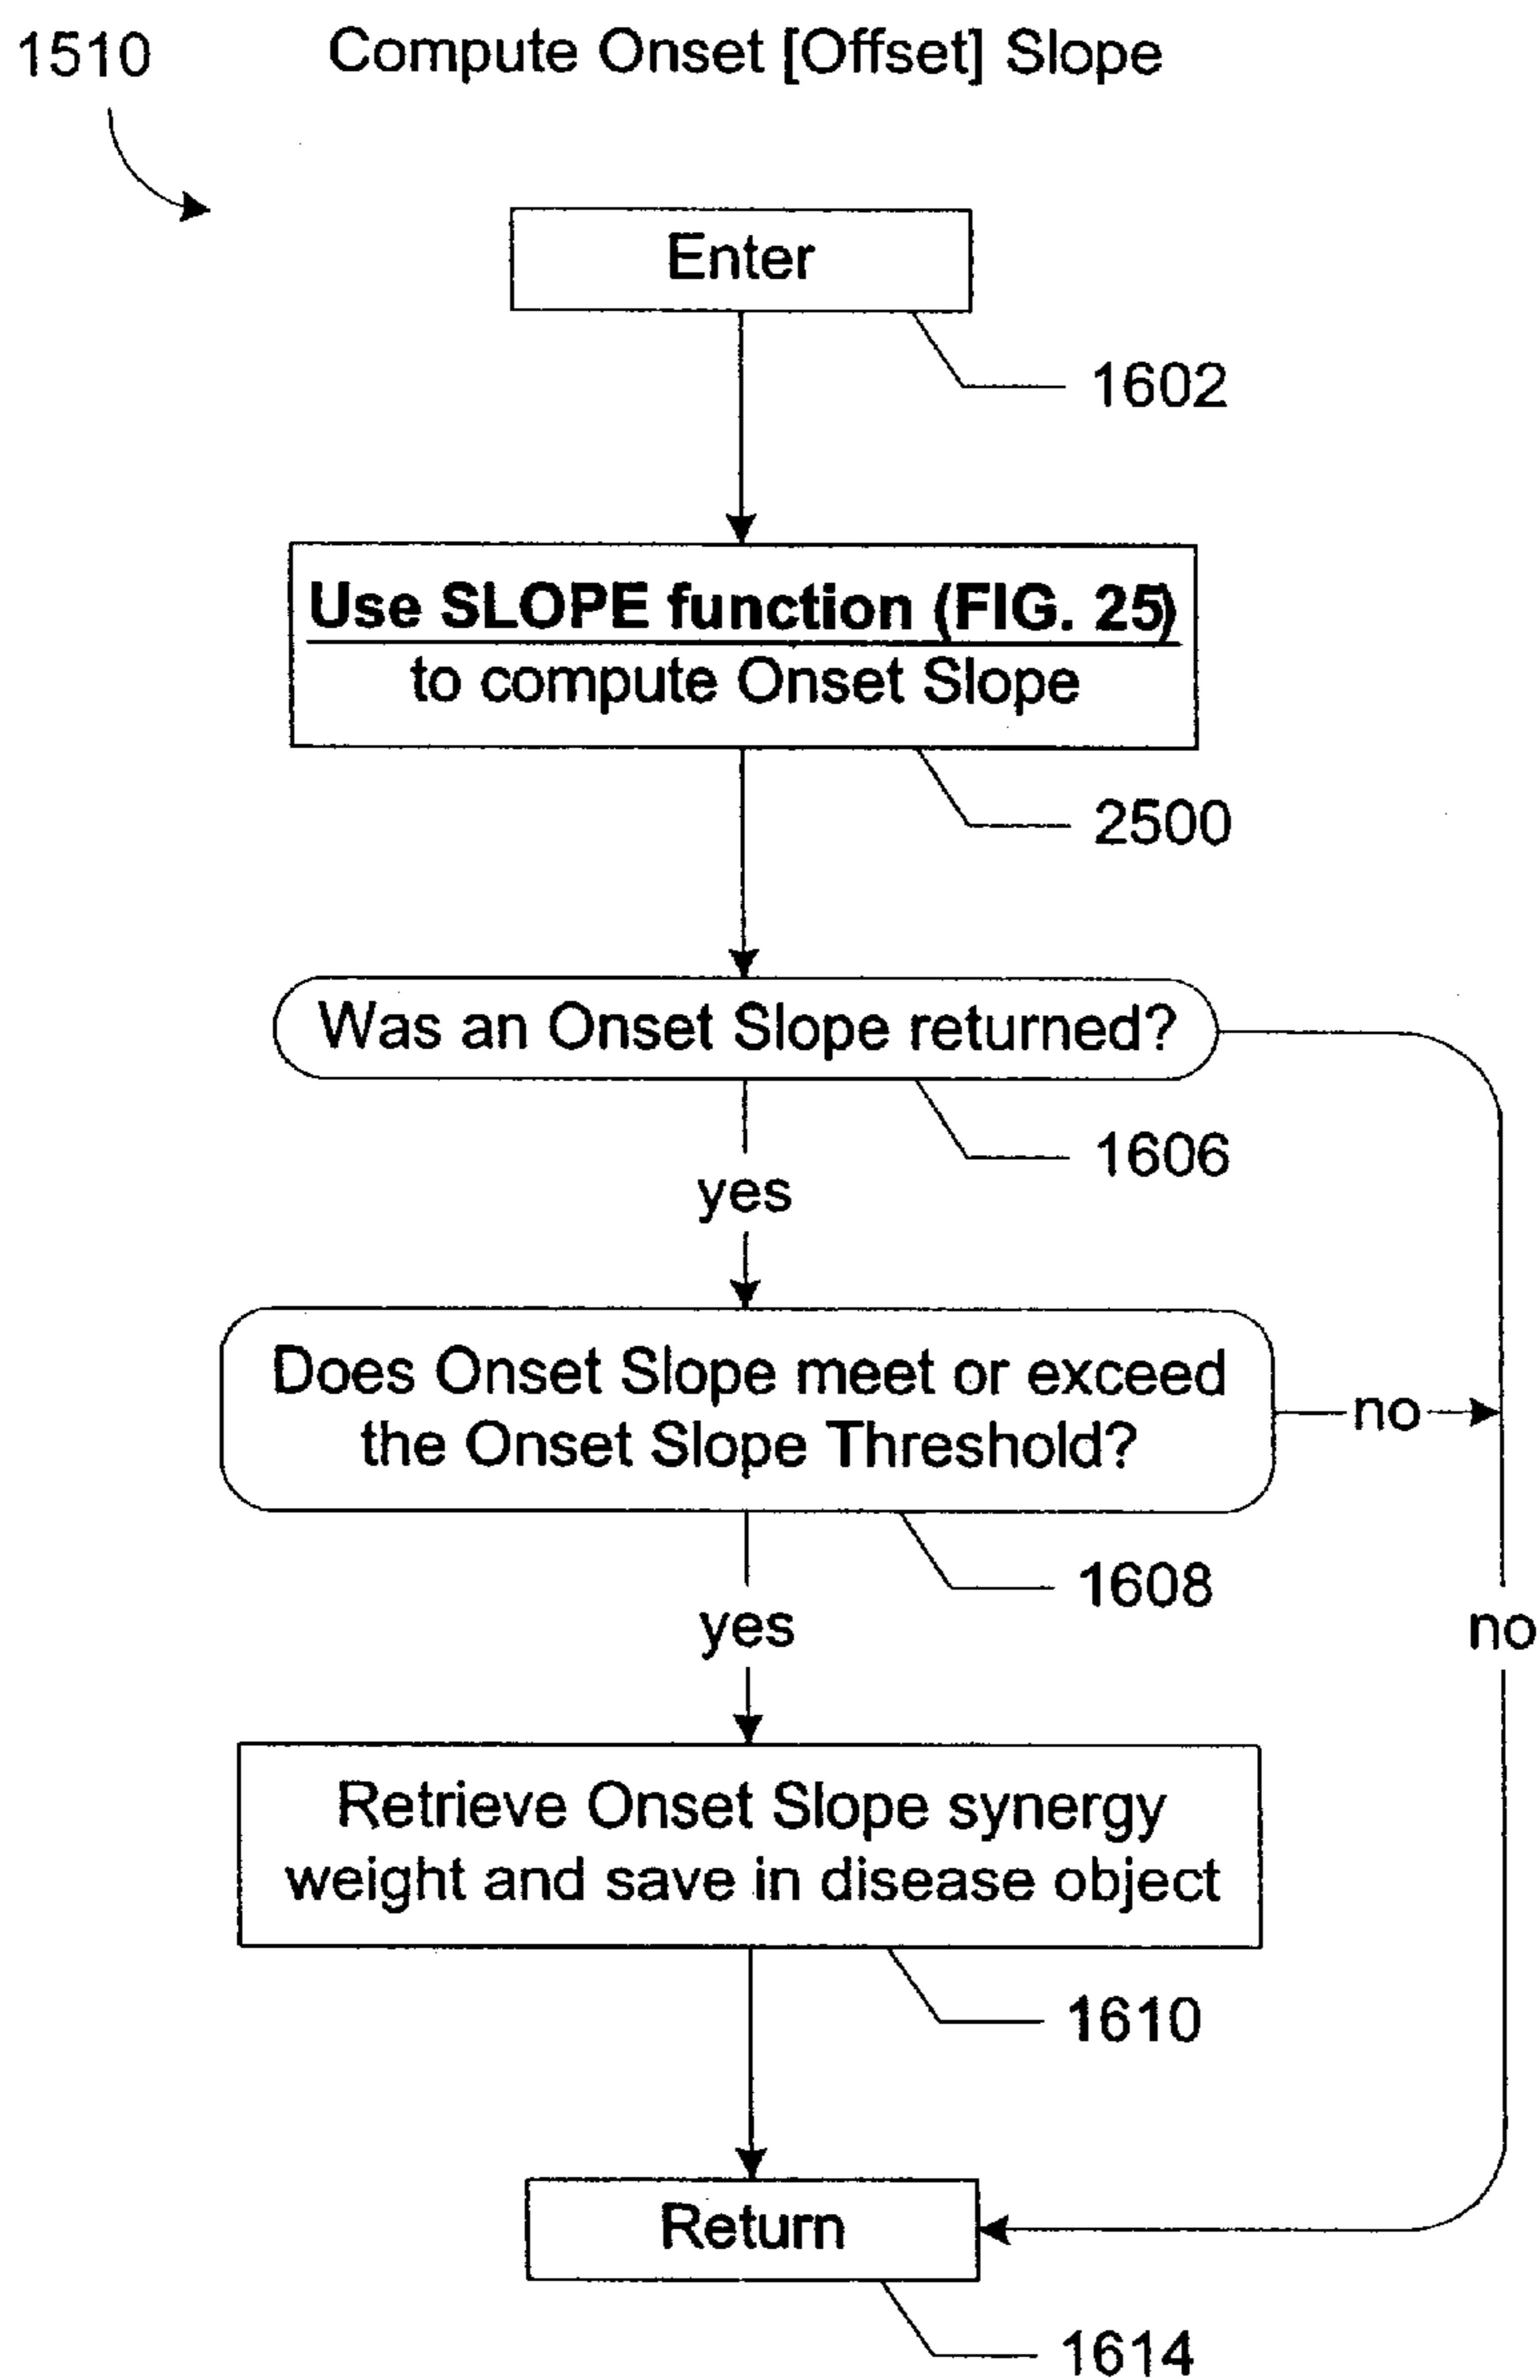 1510
Compute Onset [Offset] Slope
Enter
1602
Use SLOPE function (FIG. 25)
to compute Onset Slope
2500
Was an Onset Slope returned?
1606
yes
Does Onset Slope meet or exceed
the Onset Slope Threshold?
no
1608
yes
no
Retrieve Onset Slope synergy
weight and save in disease object
1610
Return
1614